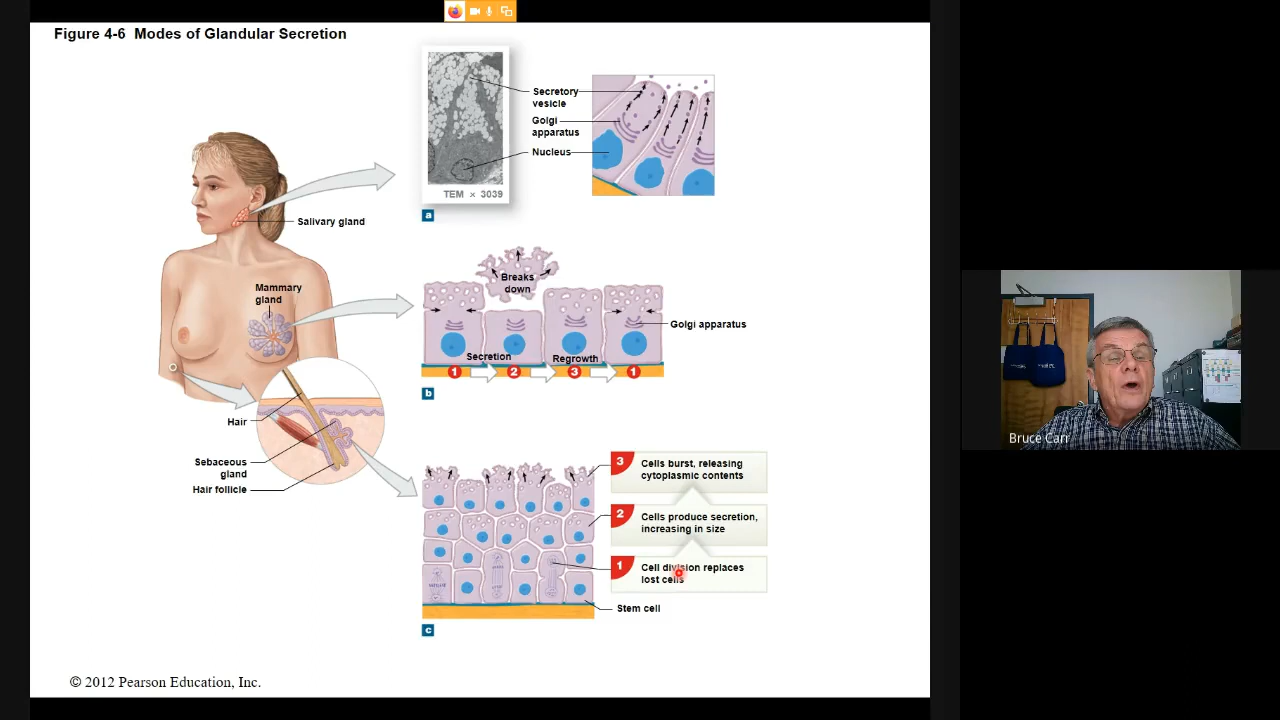 Figure 4-6 Modes of Glandular Secretion
Secretory
vesicle
Golgi
apparatus
Nucleus
TEM × 3039
a
Salivary gland
Mammary
gland
Breaks
down
Golgi apparatus
Secretion
Regrowth
1
2
3
1
b
Hair
Sebaceous
gland
Hair follicle
3 Cells burst, releasing
cytoplasmic contents
2 Cells produce secretion,
increasing in size
1 Cell division replaces
lost cells
Stem cell
c
© 2012 Pearson Education, Inc.
Bruce Carr